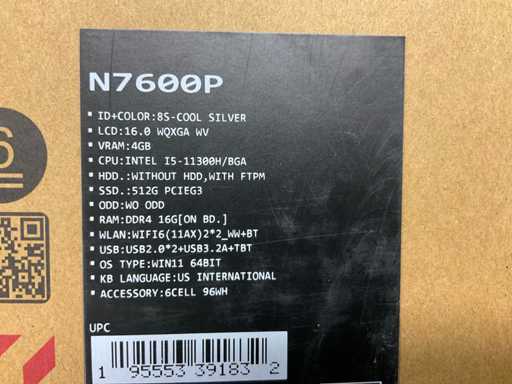 N7600P
▪ ID+COLOR:8S-COOL SILVER
▪ LCD:16.0 WQXGA WV
▪ VRAM:4GB
▪ CPU:INTEL I5-11300H/BGA
▪ HDD.:WITHOUT HDD,WITH FTPM
▪ SSD.:512G PCIEG3
▪ ODD:WO ODD
▪ RAM:DDR4 16G[ON BD.]
▪ WLAN:WIFI6(11AX)2*2_WW+BT
▪ USB:USB2.0*2+USB3.2A+TBT
▪ OS TYPE:WIN11 64BIT
▪ KB LANGUAGE:US INTERNATIONAL
▪ ACCESSORY:6CELL 96WH
UPC
1 95553 39183 2